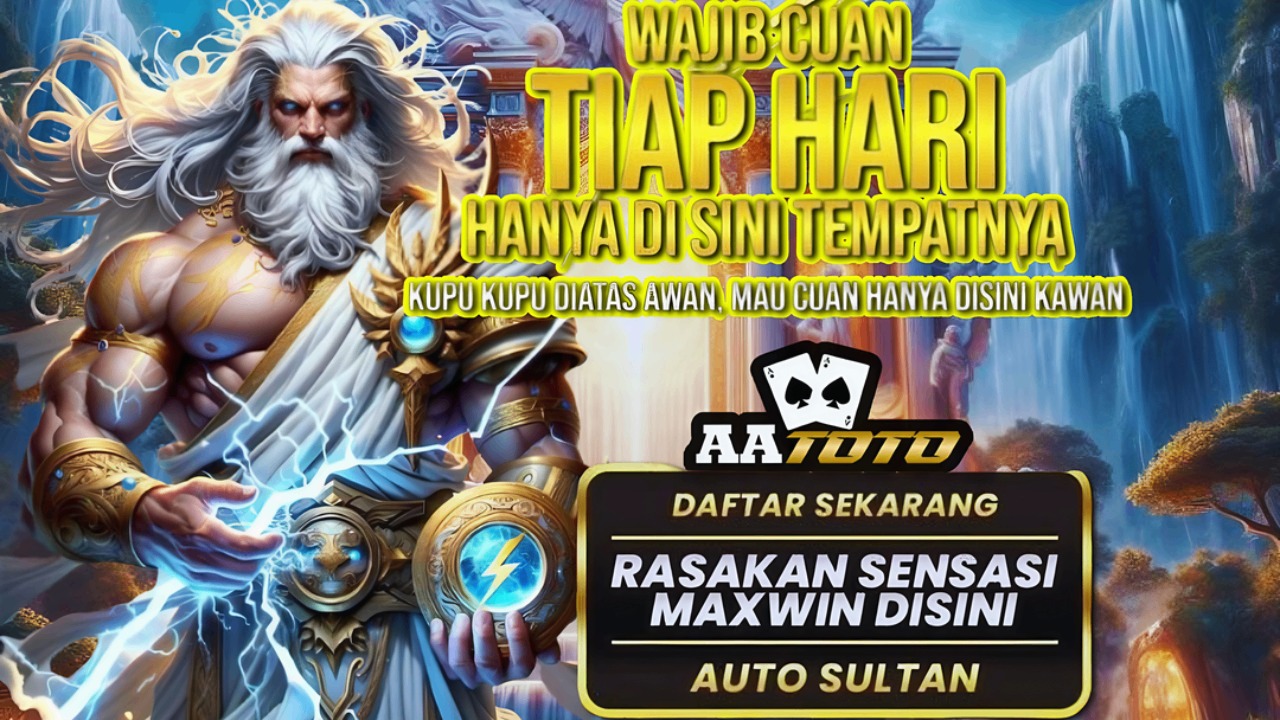 WAJIB CUAN
TIAP HARI
HANYA DI SINI TEMPATNYA
KUPU KUPU DIATAS AWAN, MAU CUAN HANYA DISINI KAWAN
AATOTO
DAFTAR SEKARANG
RASAKAN SENSASI
MAXWIN DISINI
AUTO SULTAN